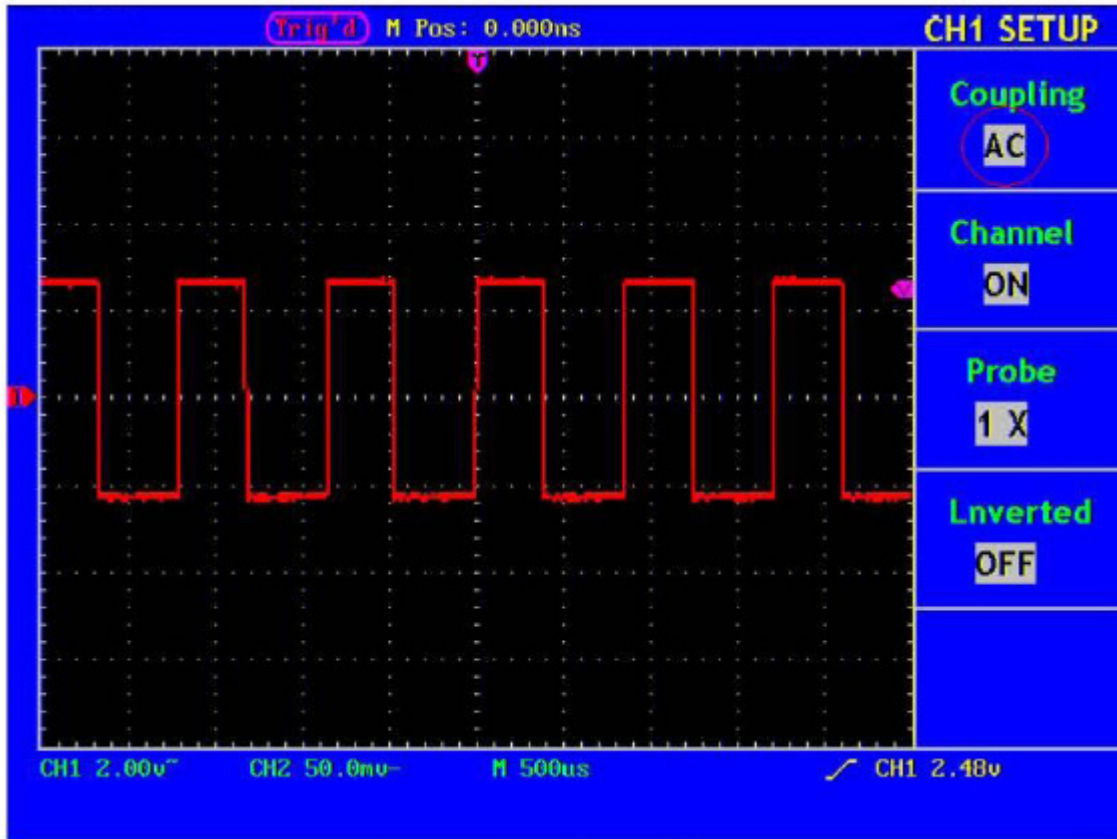 Trig'd M Pos: 0.000ns
CH1 SETUP
T
Coupling
AC
Channel
ON
Probe
1 X
Lnverted
OFF
1
CH1 2.00v~ CH2 50.0mv— M 500us CH1 2.48v